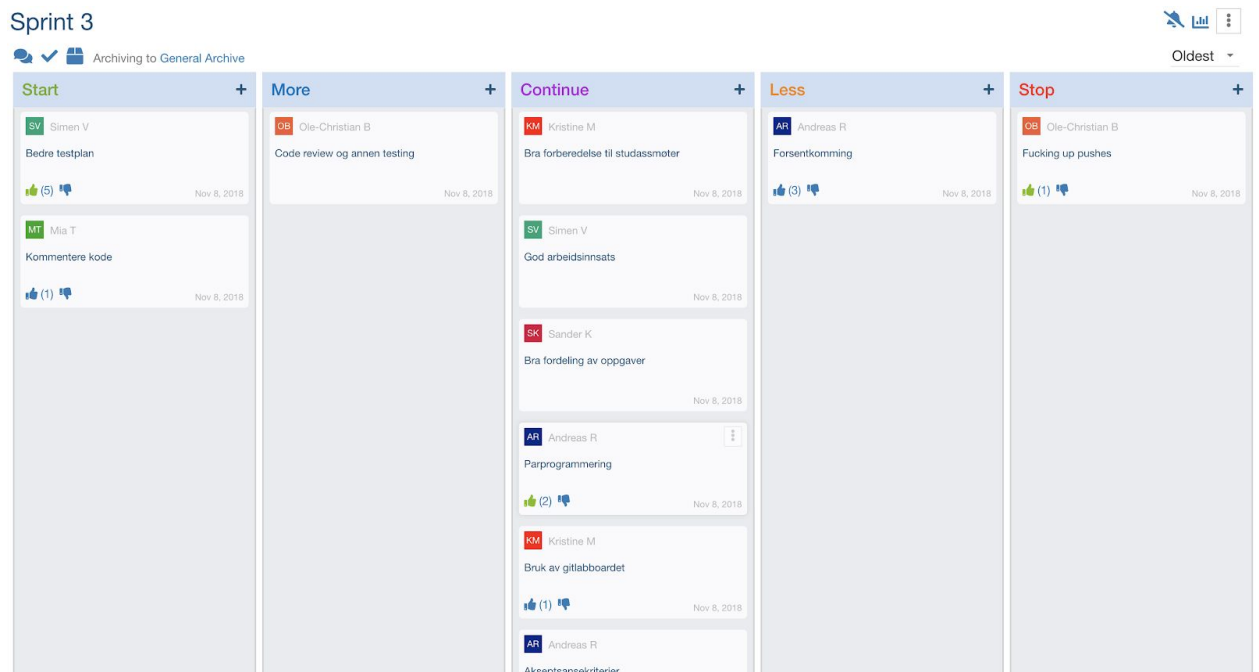 Sprint 3
Archiving to General Archive
Oldest
Start +
SV Simen V
Bedre testplan
(5)
Nov 8, 2018
MT Mia T
Kommentere kode
(1)
Nov 8, 2018
More +
OB Ole-Christian B
Code review og annen testing
Nov 8, 2018
Continue +
KM Kristine M
Bra forberedelse til studassmøter
Nov 8, 2018
SV Simen V
God arbeidsinnsats
Nov 8, 2018
SK Sander K
Bra fordeling av oppgaver
Nov 8, 2018
AR Andreas R
Parprogrammering
(2)
Nov 8, 2018
KM Kristine M
Bruk av gitlabboardet
(1)
Nov 8, 2018
AR Andreas R
Akseptansekriterier
Less +
AR Andreas R
Forsentkomming
(3)
Nov 8, 2018
Stop +
OB Ole-Christian B
Fucking up pushes
(1)
Nov 8, 2018